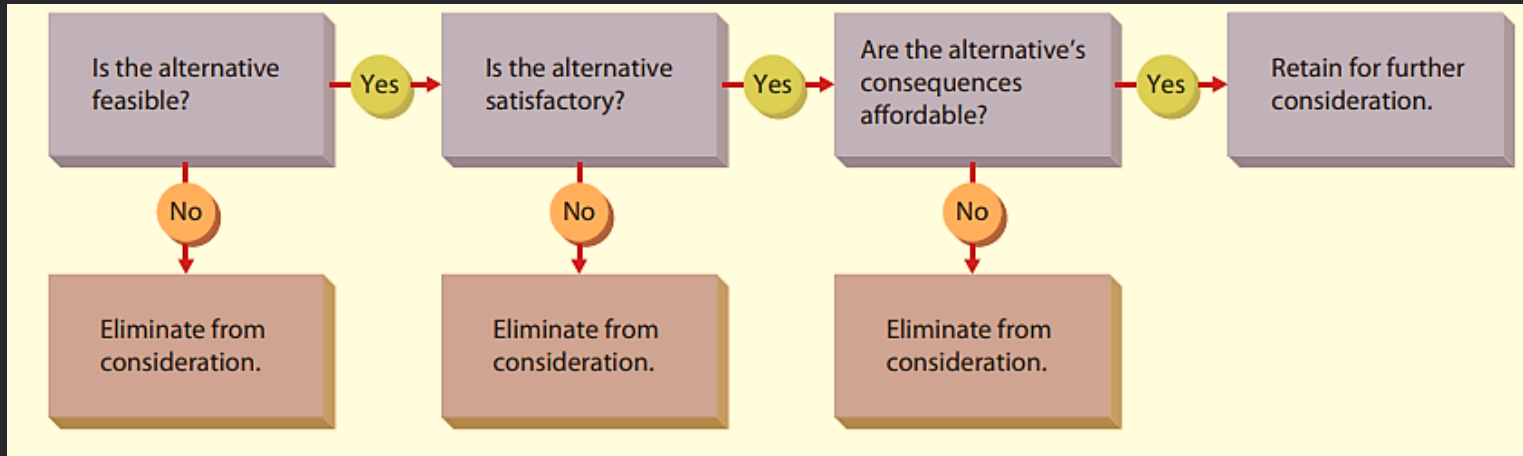 Is the alternative
feasible?
Yes
Is the alternative
satisfactory?
Yes
Are the alternative’s
consequences
affordable?
Yes
Retain for further
consideration.
No
No
No
Eliminate from
consideration.
Eliminate from
consideration.
Eliminate from
consideration.